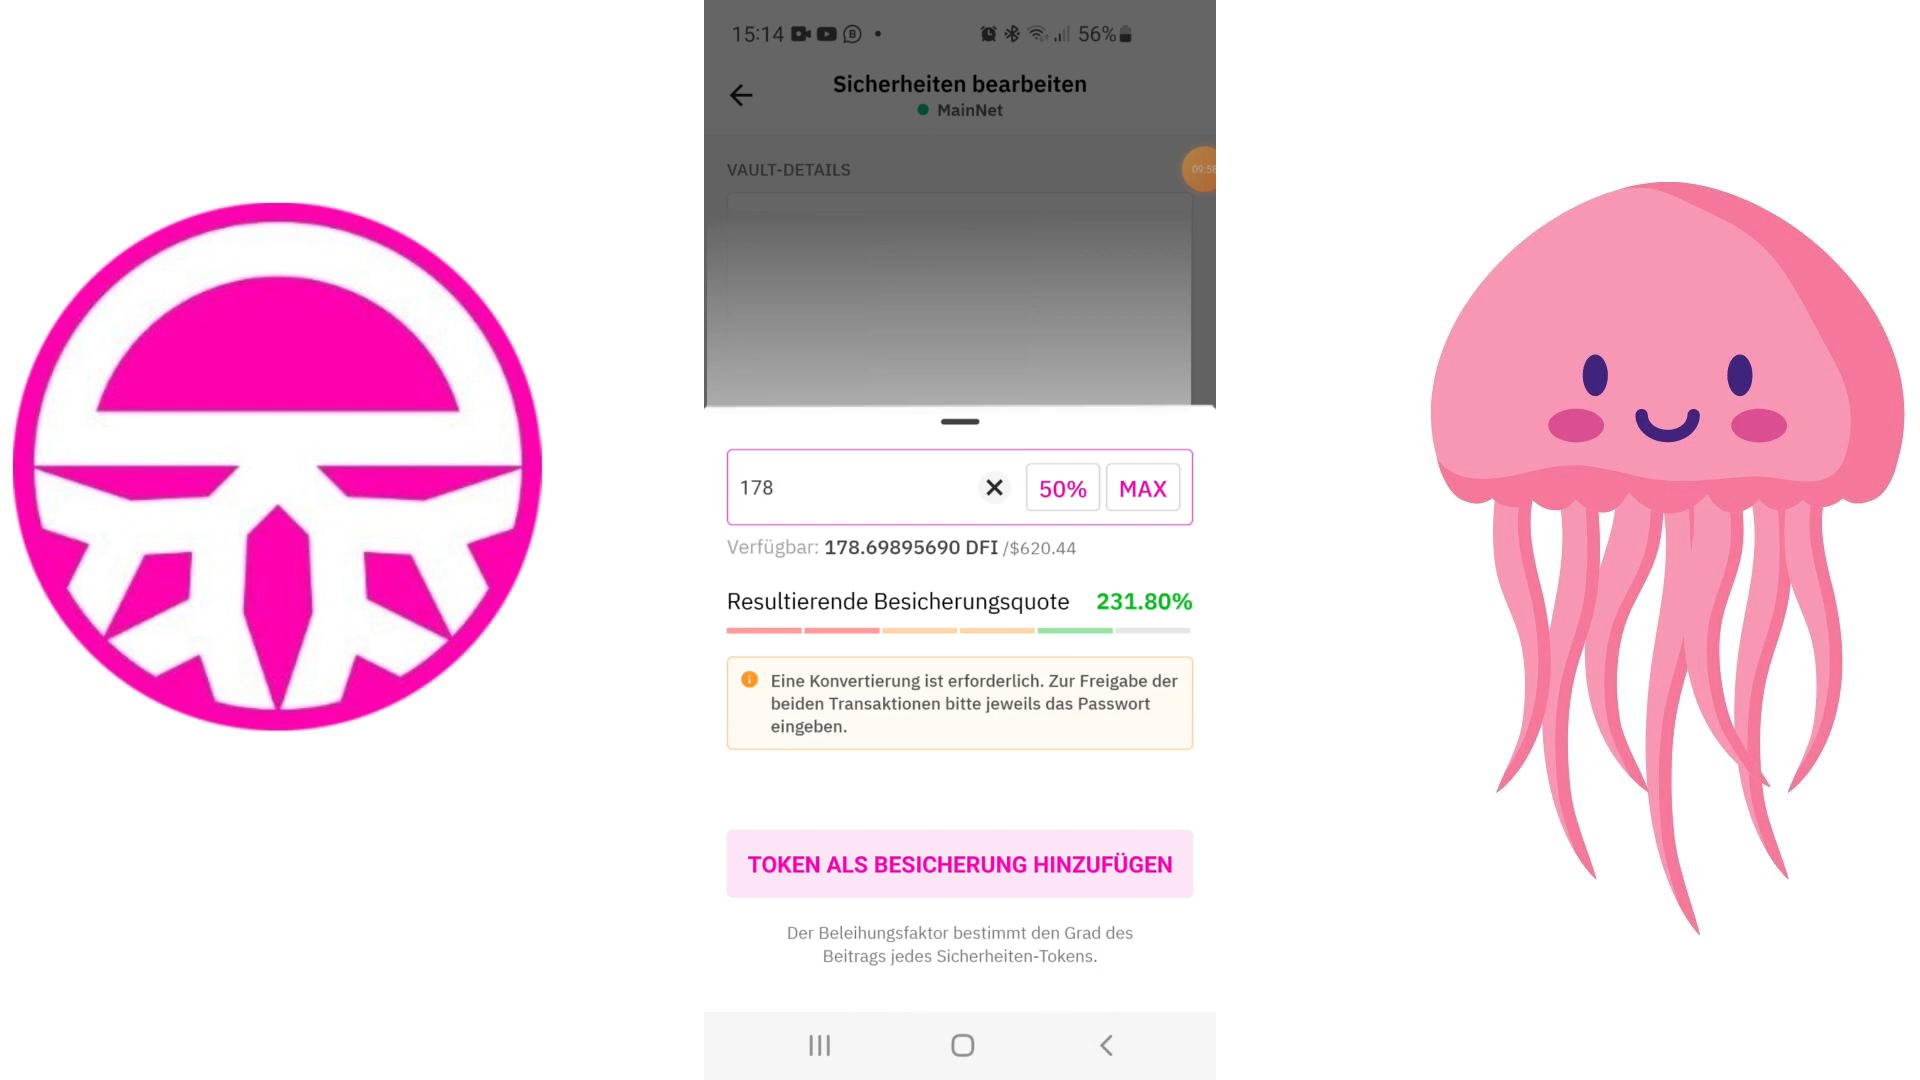 15:14 56%
Sicherheiten bearbeiten
MainNet
VAULT-DETAILS
09:58
178 50% MAX
Verfügbar: 178.69895690 DFI /$620.44
Resultierende Besicherungsquote 231.80%
Eine Konvertierung ist erforderlich. Zur Freigabe der
beiden Transaktionen bitte jeweils das Passwort
eingeben.
TOKEN ALS BESICHERUNG HINZUFÜGEN
Der Beleihungsfaktor bestimmt den Grad des
Beitrags jedes Sicherheiten-Tokens.